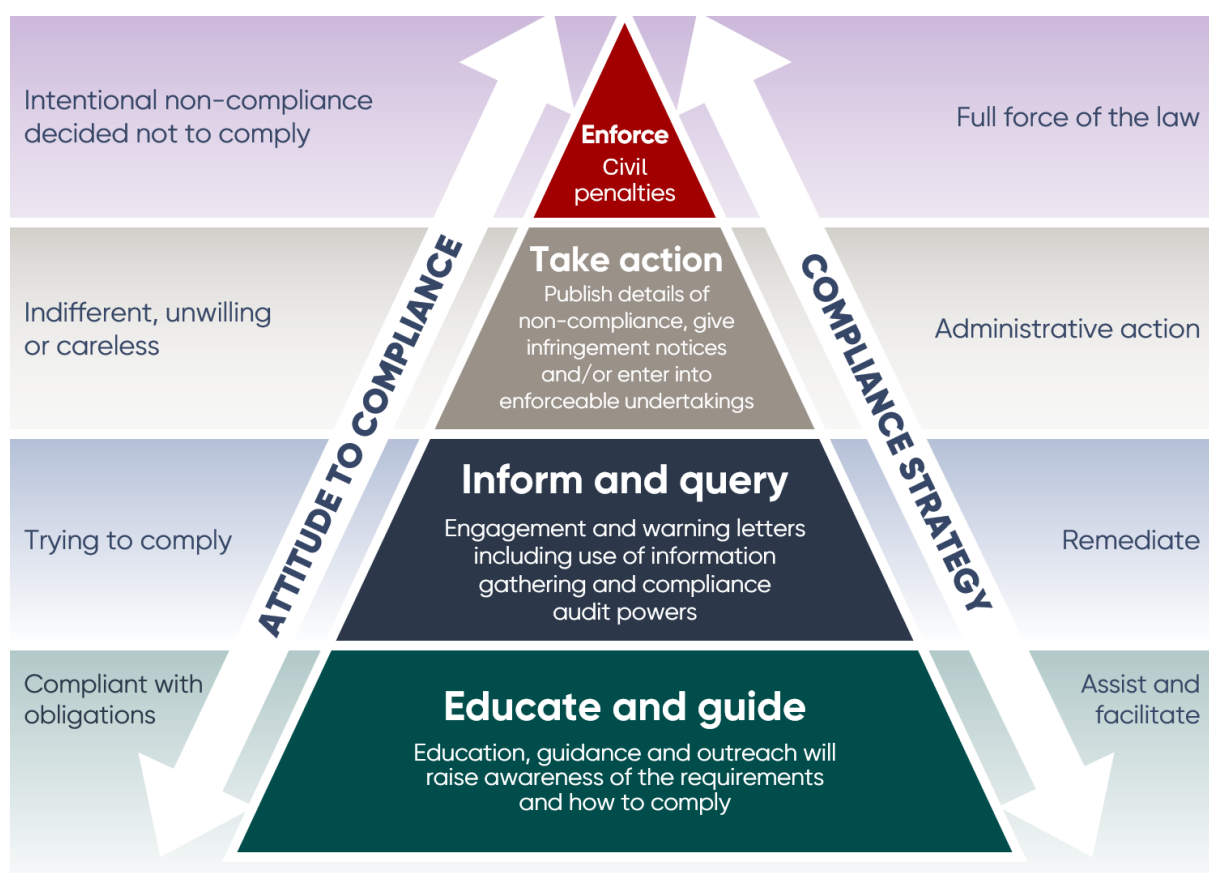 Intentional non-compliance
decided not to comply
Enforce
Civil
penalties
Full force of the law
Indifferent, unwilling
or careless
Take action
Publish details of
non-compliance, give
infringement notices
and/or enter into
enforceable undertakings
Administrative action
ATTITUDE TO COMPLIANCE
COMPLIANCE STRATEGY
Trying to comply
Inform and query
Engagement and warning letters
including use of information
gathering and compliance
audit powers
Remediate
Compliant with
obligations
Educate and guide
Education, guidance and outreach will
raise awareness of the requirements
and how to comply
Assist and
facilitate